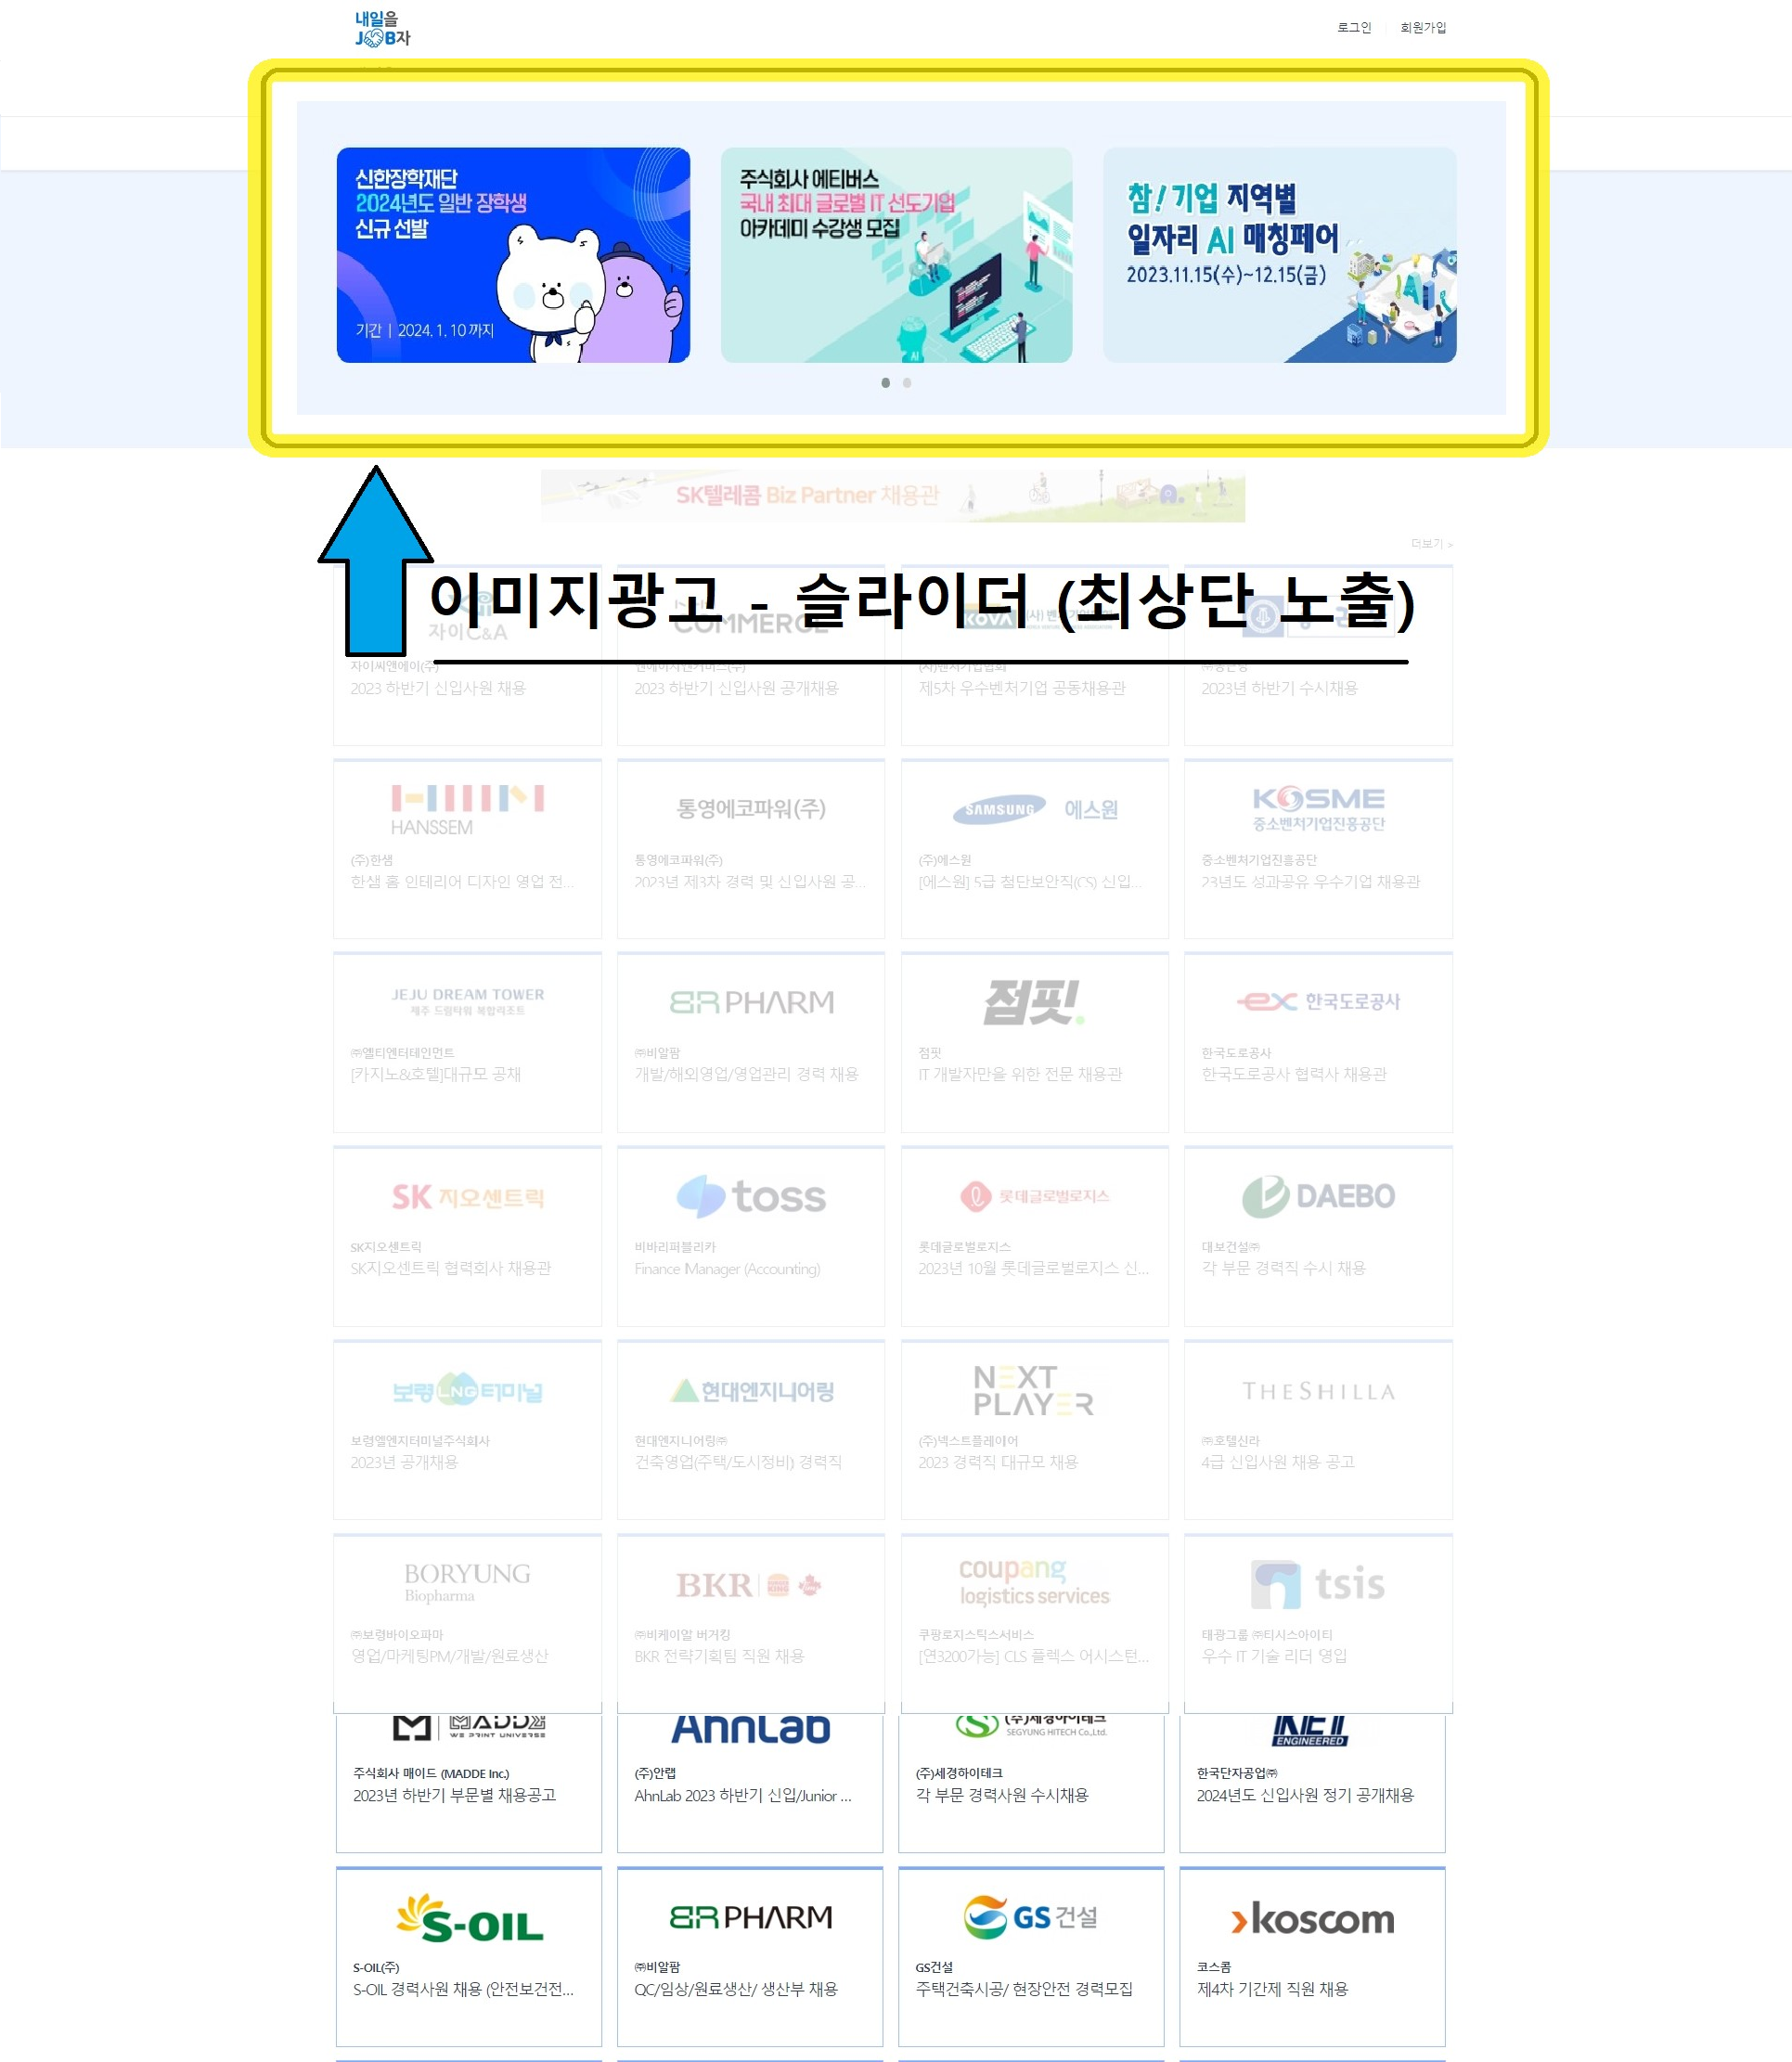 내일을
JOB자
로그인
회원가입
신한장학재단
2024년도 일반 장학생
신규 선발
기간 | 2024. 1. 10 까지
주식회사 에티버스
국내 최대 글로벌 IT 선도기업
아카데미 수강생 모집
AI
참! 기업 지역별
일자리 AI 매칭페어
2023.11.15(수)~12.15(금)
AI
SK텔레콤 Biz Partner 채용관
더보기 >
이미지광고 - 슬라이더 (최상단 노출)
자이C&A
COMMERCE
KOVA
자이씨앤에이(주)
2023 하반기 신입사원 채용
2023 하반기 신입사원 공개채용
(사)벤처기업협회
제5차 우수벤처기업 공동채용관
2023년 하반기 수시채용
HANSSEM
(주)한샘
한샘 홈 인테리어 디자인 영업 전...
통영에코파워(주)
통영에코파워(주)
2023년 제3차 경력 및 신입사원 공...
SAMSUNG 에스원
(주)에스원
[에스원] 5급 첨단보안직(CS) 신입...
KOSME
중소벤처기업진흥공단
중소벤처기업진흥공단
23년도 성과공유 우수기업 채용관
JEJU DREAM TOWER
제주 드림타워 복합리조트
㈜엘티엔터테인먼트
[카지노&호텔]대규모 공채
BR PHARM
㈜비알팜
개발/해외영업/영업관리 경력 채용
점핏.
점핏
IT 개발자만을 위한 전문 채용관
ex 한국도로공사
한국도로공사
한국도로공사 협력사 채용관
SK 지오센트릭
SK지오센트릭
SK지오센트릭 협력회사 채용관
toss
비바리퍼블리카
Finance Manager (Accounting)
롯데글로벌로지스
롯데글로벌로지스
2023년 10월 롯데글로벌로지스 신...
DAEBO
대보건설㈜
각 부문 경력직 수시 채용
보령LNG터미널
보령엘엔지터미널주식회사
2023년 공개채용
현대엔지니어링
현대엔지니어링㈜
건축영업(주택/도시정비) 경력직
NEXT
PLAYER
(주)넥스트플레이어
2023 경력직 대규모 채용
THE SHILLA
㈜호텔신라
4급 신입사원 채용 공고
BORYUNG
Biopharma
㈜보령바이오파마
영업/마케팅PM/개발/원료생산
BKR
BURGER KING
㈜비케이알 버거킹
BKR 전략기획팀 직원 채용
coupang
logistics services
쿠팡로지스틱스서비스
[연3200가능] CLS 플렉스 어시스턴...
tsis
태광그룹 ㈜티시스아이티
우수 IT 기술 리더 영입
MADDE
WE PRINT UNIVERSE
주식회사 매이드 (MADDE Inc.)
2023년 하반기 부문별 채용공고
AhnLab
(주)안랩
AhnLab 2023 하반기 신입/Junior ...
(주)세경하이테크
SEGYUNG HITECH Co.,Ltd.
(주)세경하이테크
각 부문 경력사원 수시채용
KET
ENGINEERED
한국단자공업㈜
2024년도 신입사원 정기 공개채용
S-OIL
S-OIL(주)
S-OIL 경력사원 채용 (안전보건전...
BR PHARM
㈜비알팜
QC/임상/원료생산/ 생산부 채용
GS건설
GS건설
주택건축시공/ 현장안전 경력모집
koscom
코스콤
제4차 기간제 직원 채용